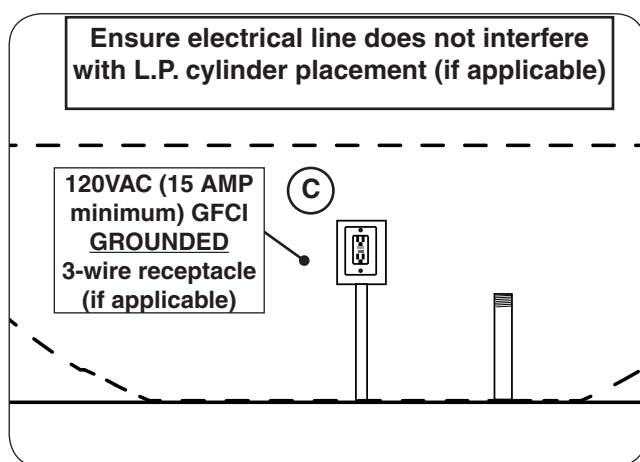 Ensure electrical line does not interfere
with L.P. cylinder placement (if applicable)
120VAC (15 AMP
minimum) GFCI
GROUNDED
3-wire receptacle
(if applicable)
C